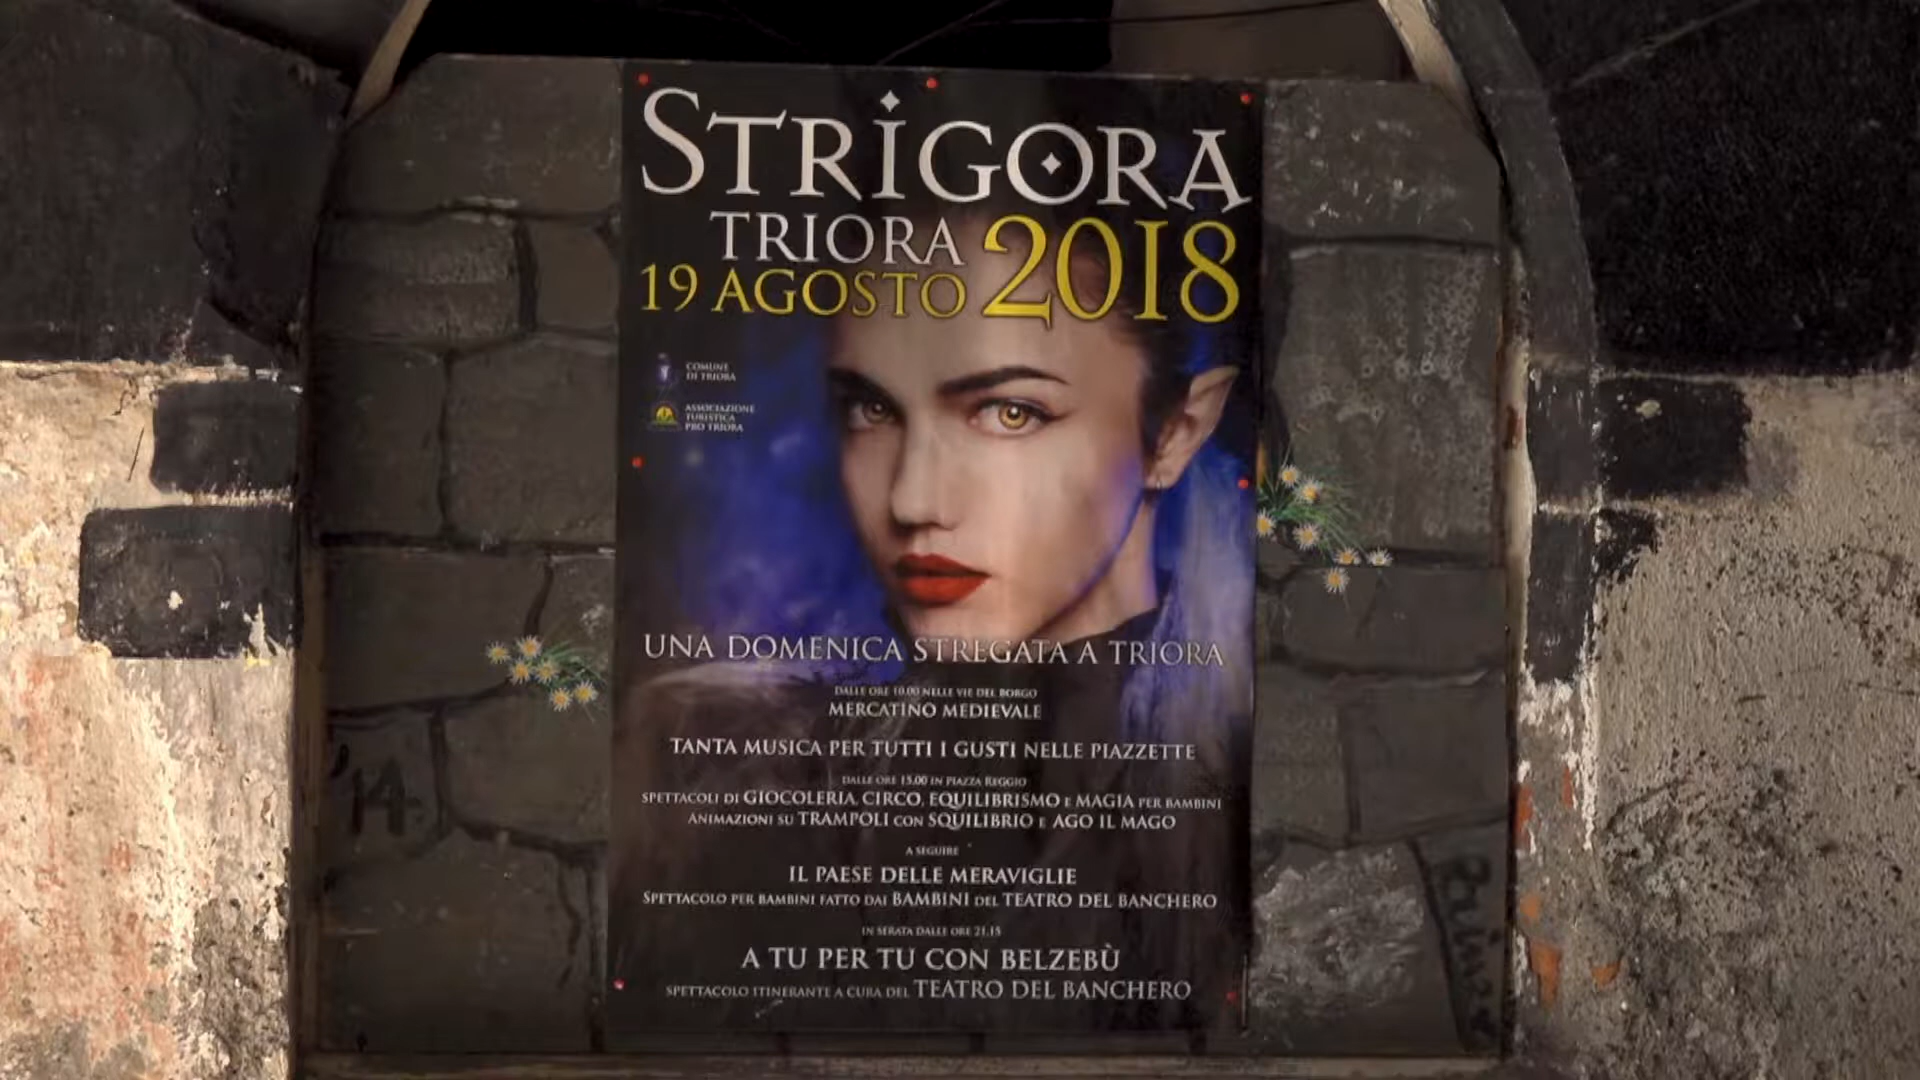 STRIGORA
TRIORA
19 AGOSTO 2018
COMUNE
DI TRIORA
ASSOCIAZIONE
TURISTICA
PRO TRIORA
UNA DOMENICA STREGATA A TRIORA
DALLE ORE 10.00 NELLE VIE DEL BORGO
MERCATINO MEDIEVALE
TANTA MUSICA PER TUTTI I GUSTI NELLE PIAZZETTE
DALLE ORE 15.00 IN PIAZZA REGGIO
SPETTACOLI DI GIOCOLERIA, CIRCO, EQUILIBRISMO E MAGIA PER BAMBINI
ANIMAZIONI SU TRAMPOLI CON SQUILIBRIO E AGO IL MAGO
A SEGUIRE
IL PAESE DELLE MERAVIGLIE
SPETTACOLO PER BAMBINI FATTO DAI BAMBINI DEL TEATRO DEL BANCHERO
IN SERATA DALLE ORE 21.15
A TU PER TU CON BELZEBÙ
SPETTACOLO ITINERANTE A CURA DEL TEATRO DEL BANCHERO
'14